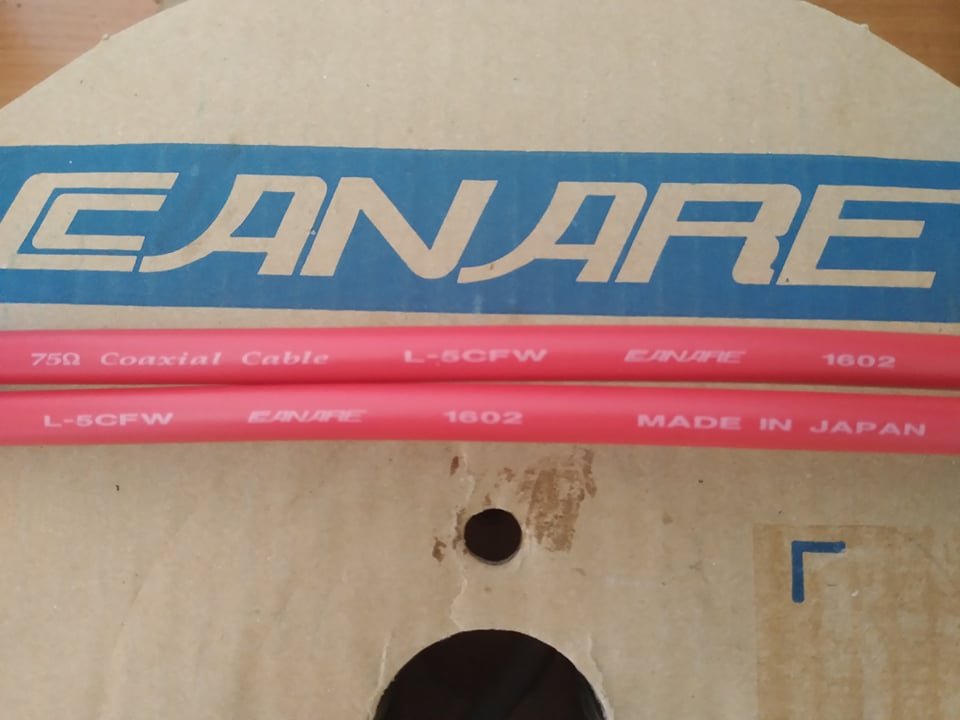 CANARE
75Ω Coaxial Cable L-5CFW CANARE 1602
L-5CFW CANARE 1602 MADE IN JAPAN